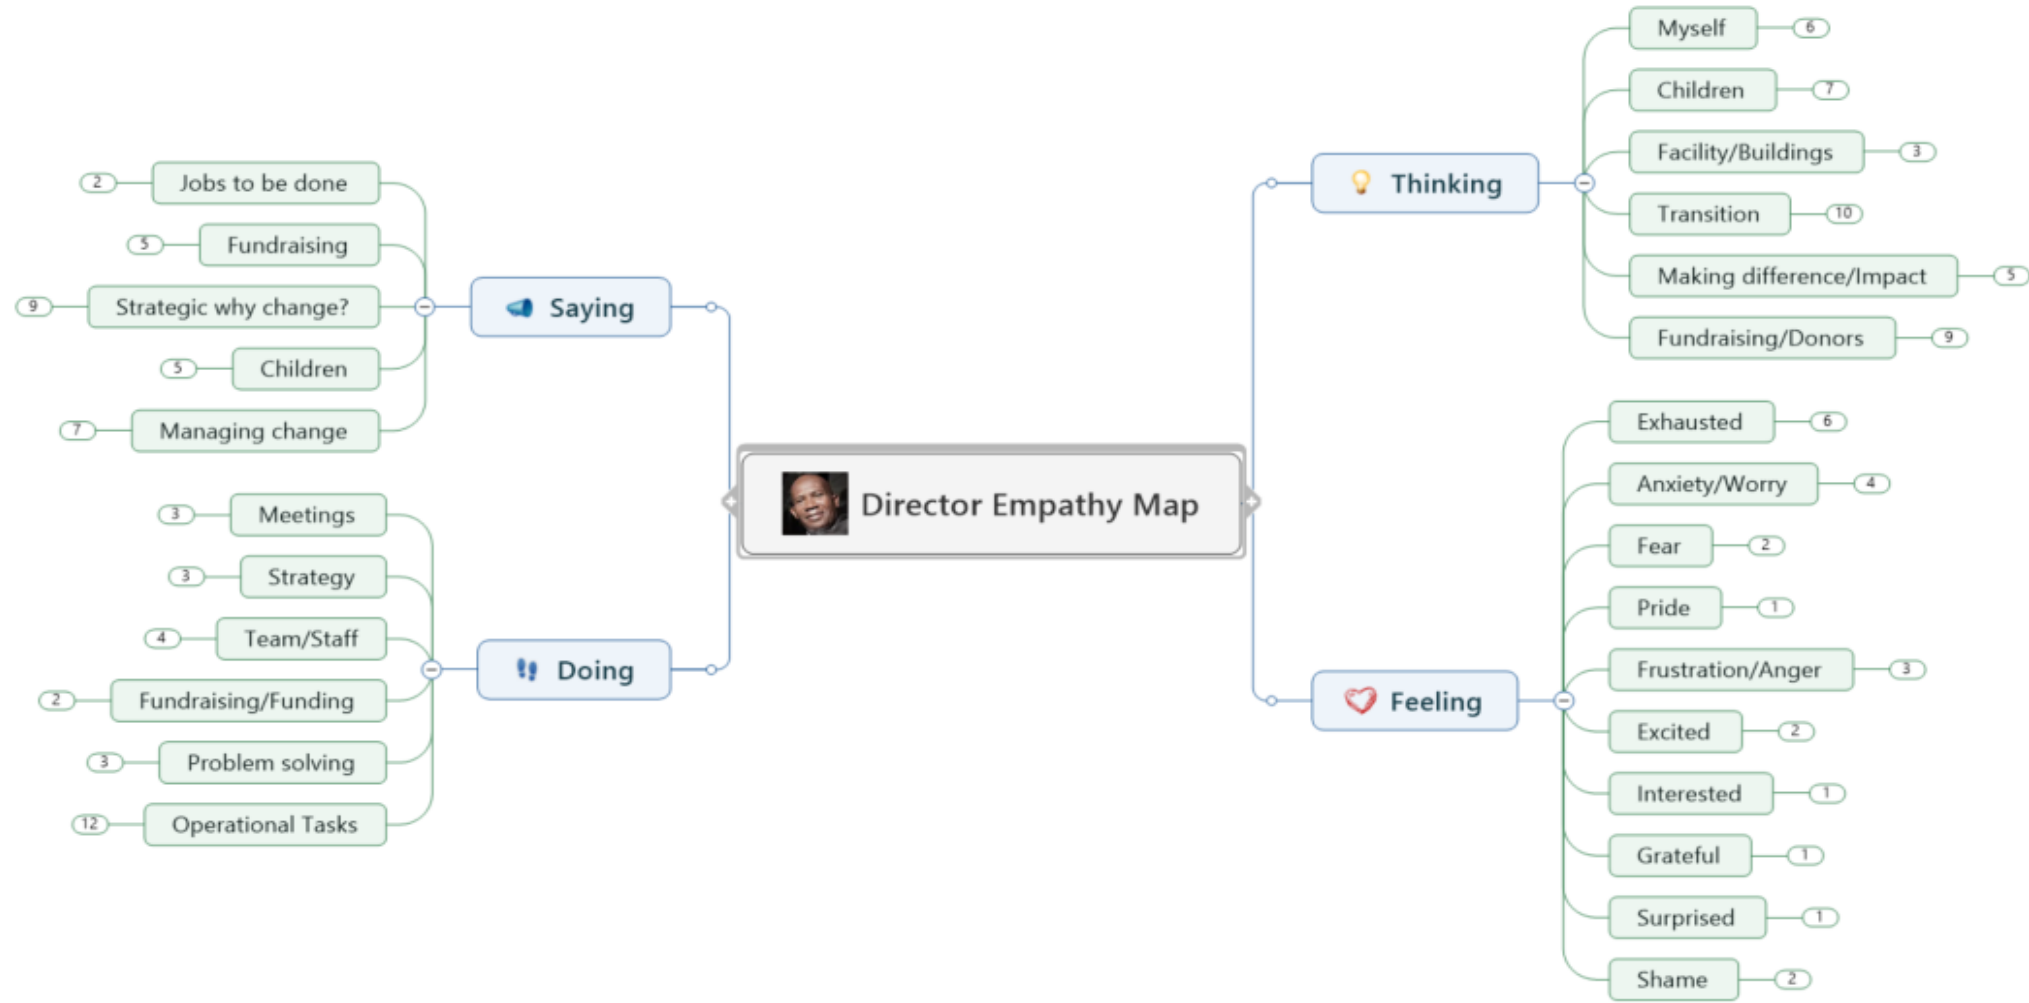 Director Empathy Map
Thinking
Myself 6
Children 7
Facility/Buildings 3
Transition 10
Making difference/Impact 5
Fundraising/Donors 9
Feeling
Exhausted 6
Anxiety/Worry 4
Fear 2
Pride 1
Frustration/Anger 3
Excited 2
Interested 1
Grateful 1
Surprised 1
Shame 2
Saying
2 Jobs to be done
5 Fundraising
9 Strategic why change?
5 Children
7 Managing change
Doing
3 Meetings
3 Strategy
4 Team/Staff
2 Fundraising/Funding
3 Problem solving
12 Operational Tasks